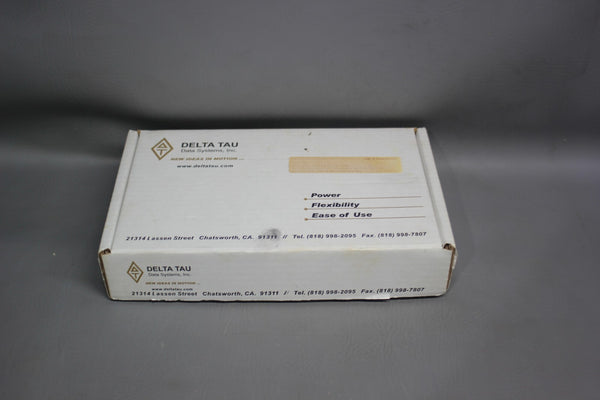 DELTA TAU
Data Systems, Inc.
NEW IDEAS IN MOTION ...
www.deltatau.com
Power
Flexibility
Ease of Use
21314 Lassen Street Chatsworth, CA. 91311 // Tel. (818) 998-2095 Fax. (818) 998-7807
DELTA TAU
Data Systems, Inc.
NEW IDEAS IN MOTION ...
www.deltatau.com
21314 Lassen Street Chatsworth, CA. 91311 // Tel. (818) 998-2095 Fax. (818) 998-7807